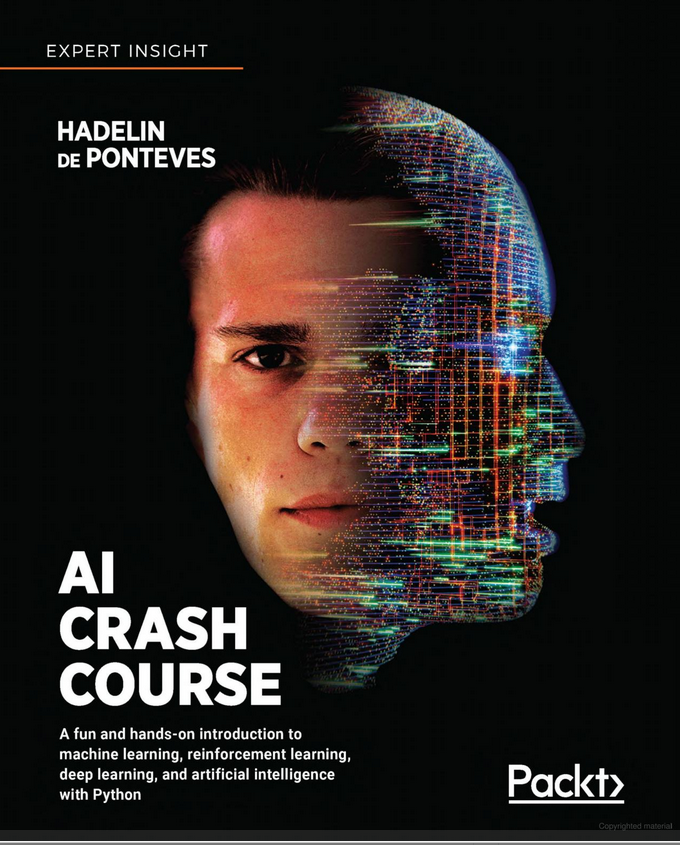 EXPERT INSIGHT
HADELIN
DE PONTEVES
AI
CRASH
COURSE
A fun and hands-on introduction to
machine learning, reinforcement learning,
deep learning, and artificial intelligence
with Python
Packt>
Copyrighted material